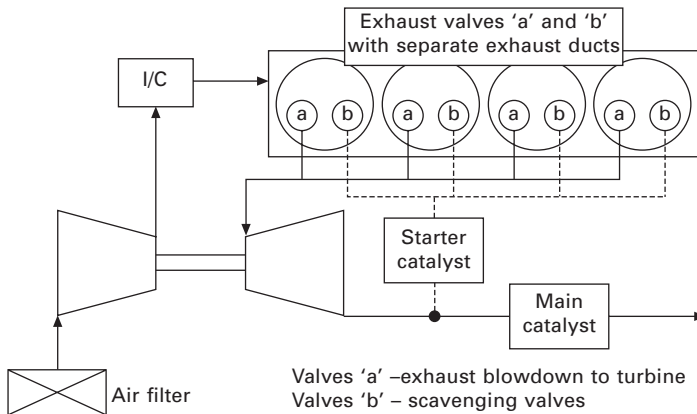 Exhaust valves ‘a’ and ‘b’
with separate exhaust ducts
I/C
a b a b a b a b
Starter
catalyst
Main
catalyst
Air filter
Valves ‘a’ –exhaust blowdown to turbine
Valves ‘b’ – scavenging valves